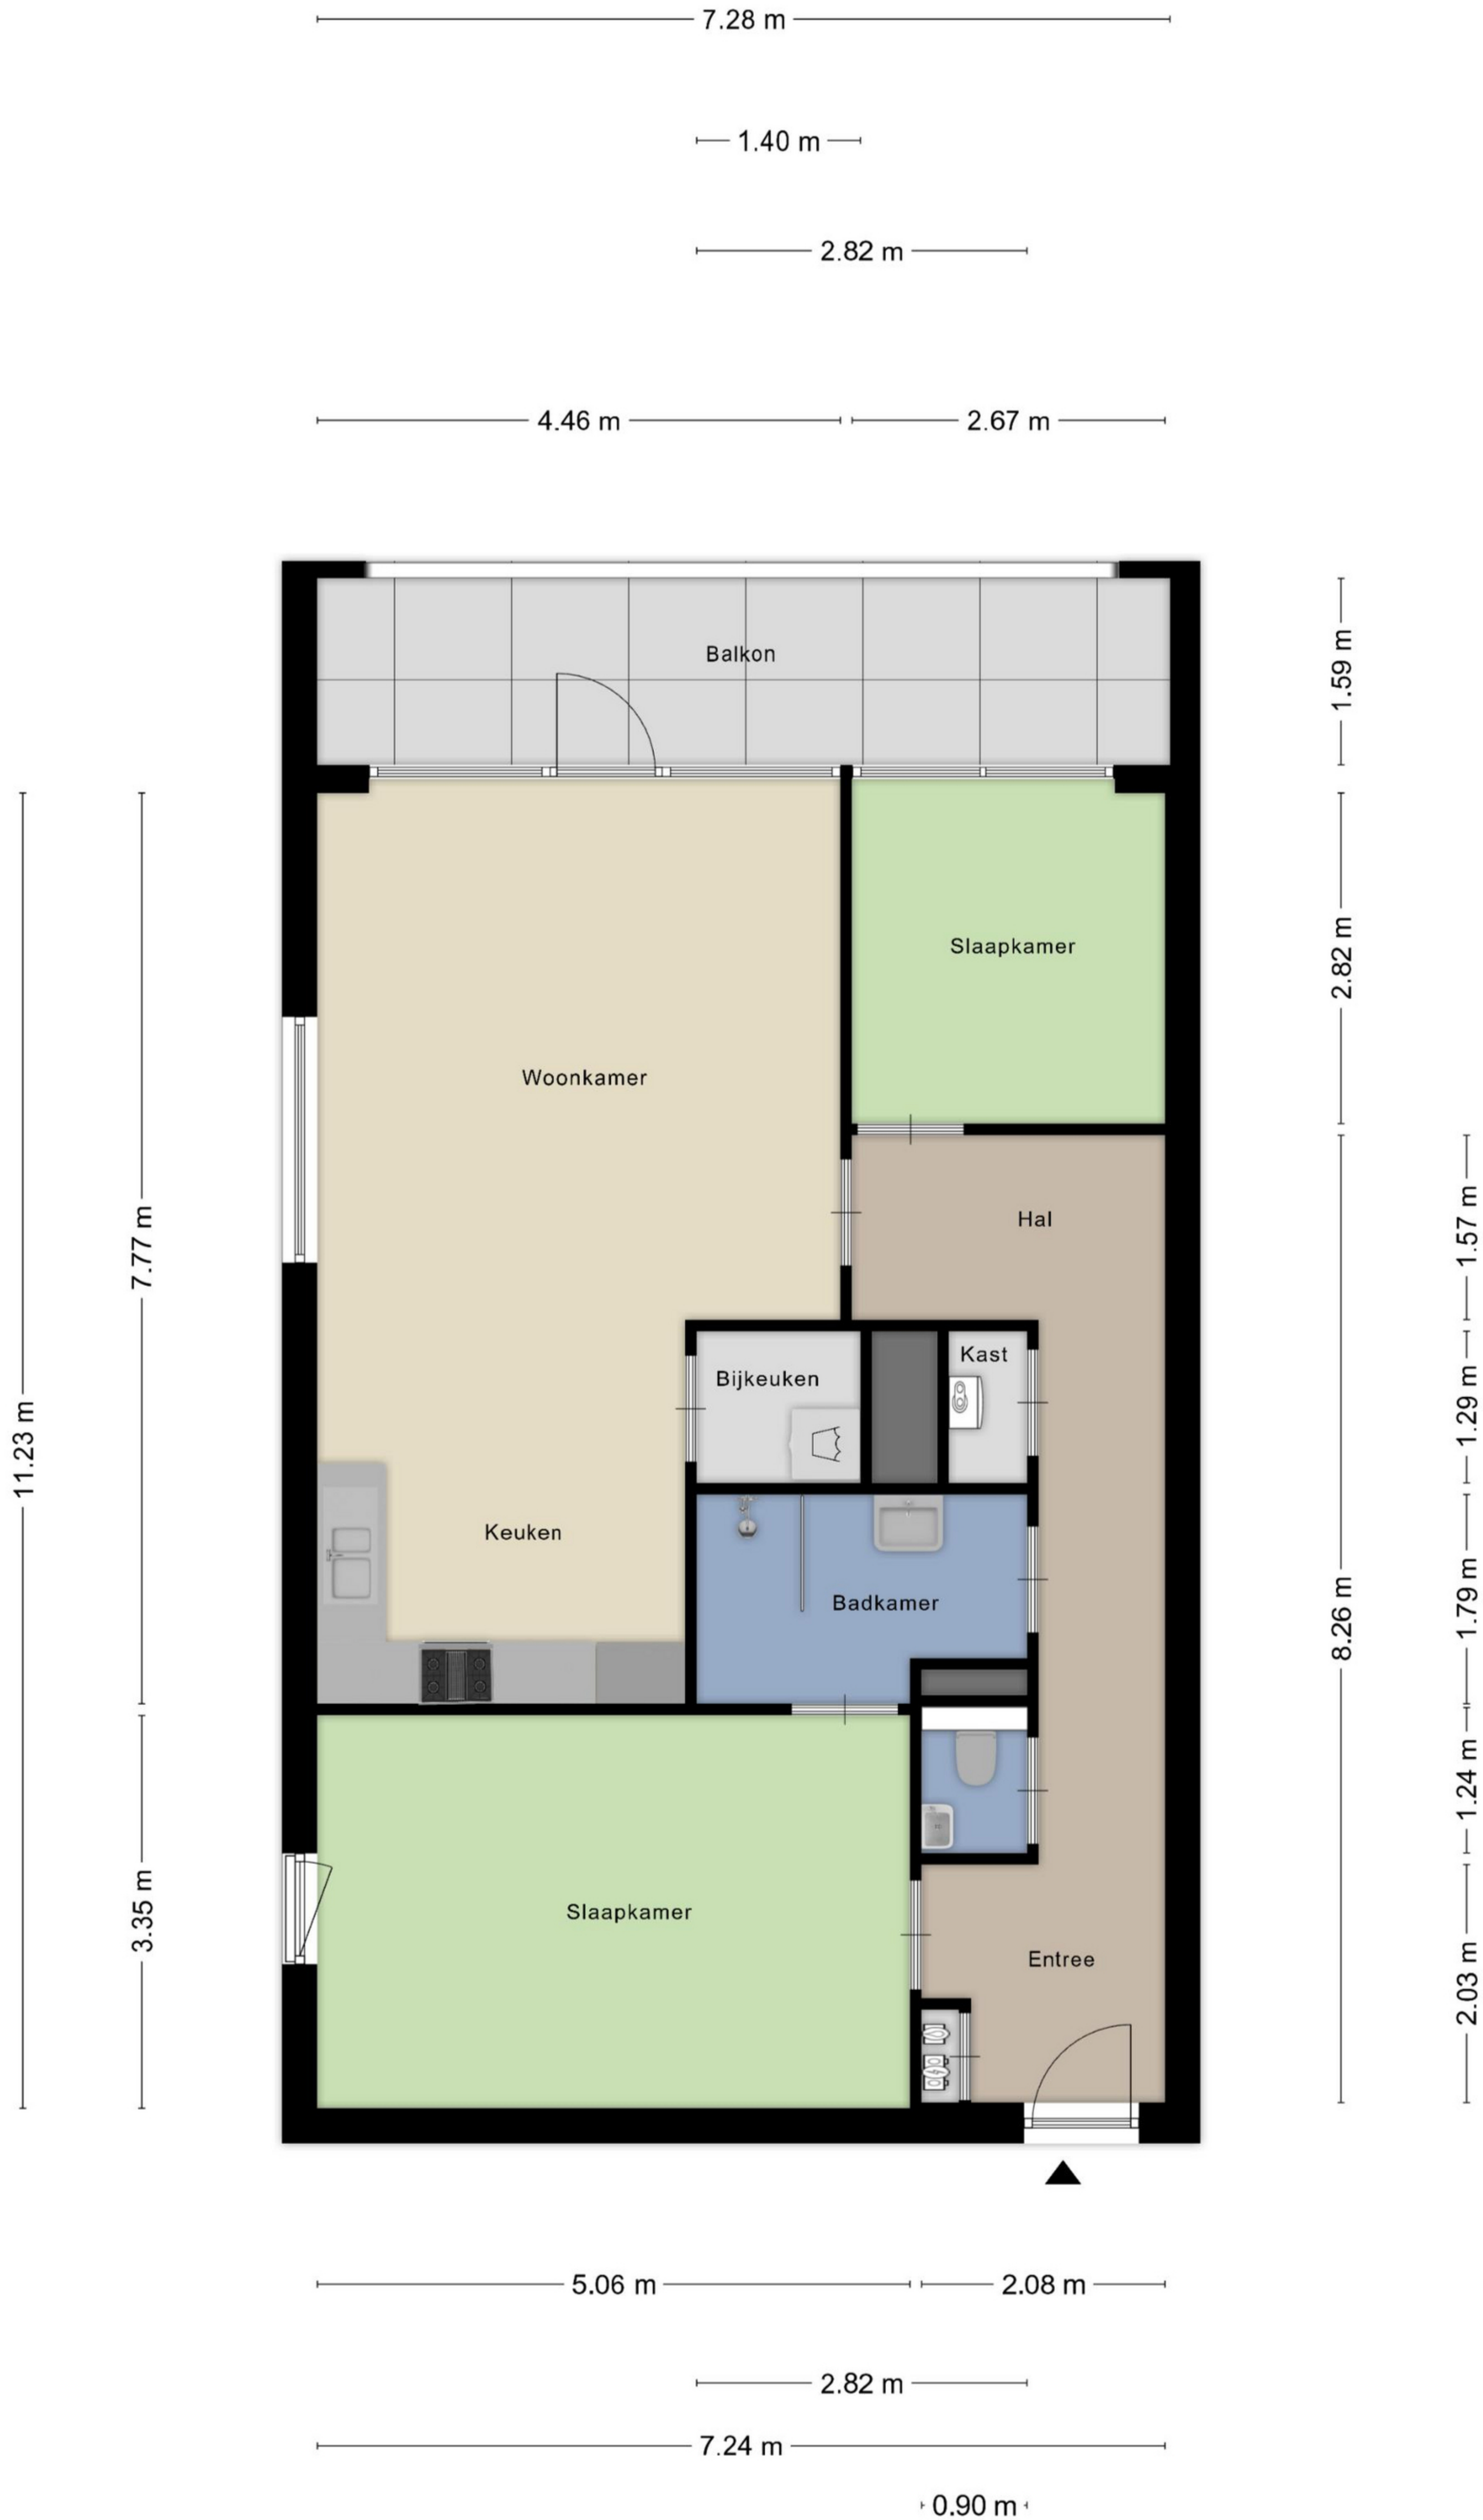 7.28 m
1.40 m
2.82 m
4.46 m
2.67 m
Balkon
1.59 m
Slaapkamer
2.82 m
Woonkamer
7.77 m
11.23 m
Hal
1.57 m
Kast
Bijkeuken
1.29 m
Keuken
Badkamer
1.79 m
8.26 m
1.24 m
Slaapkamer
3.35 m
Entree
2.03 m
5.06 m
2.08 m
2.82 m
7.24 m
0.90 m